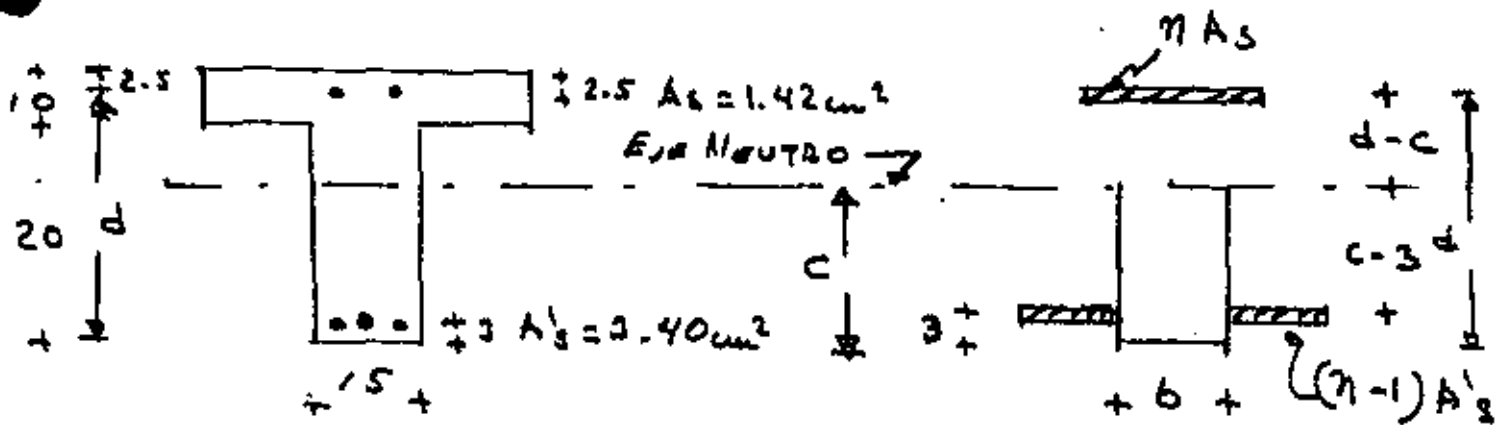 η As
10
2.5
2.5 As = 1.42 cm²
d-c
Eje Neutro
20
d
c
c-3
d
3 A's = 3.40 cm²
3
15
b
(η-1) A's